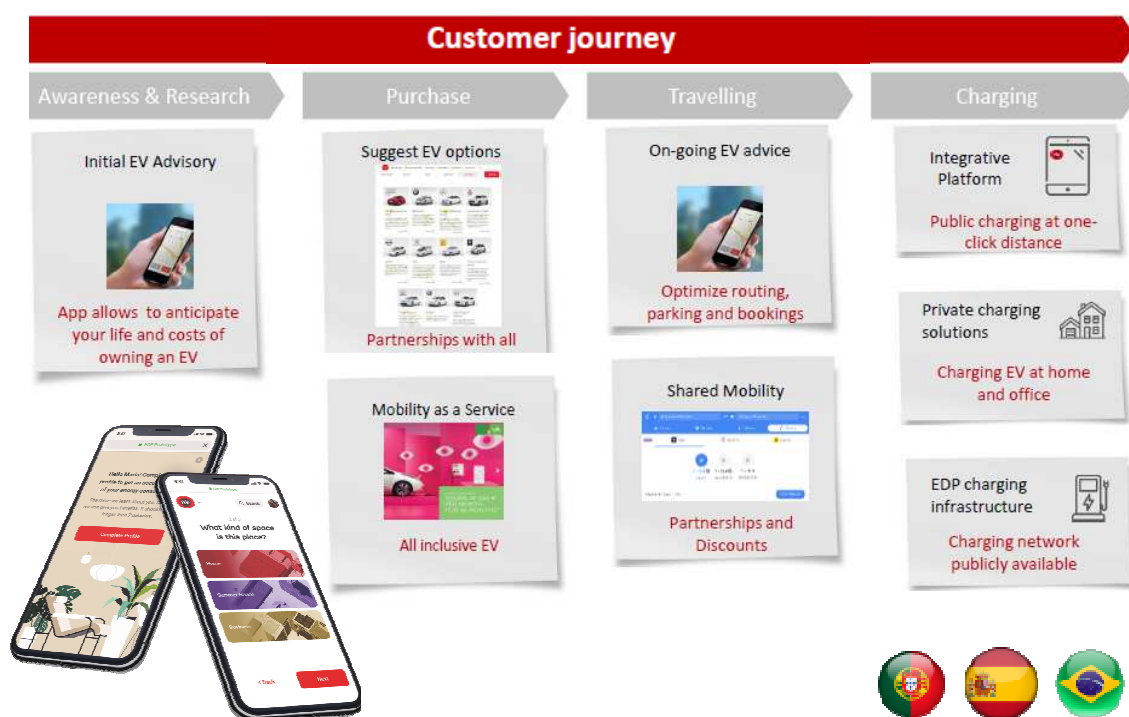 Customer journey
Awareness & Research
Purchase
Travelling
Charging
Initial EV Advisory
App allows to anticipate
your life and costs of
owning an EV
Suggest EV options
Partnerships with all
Mobility as a Service
All inclusive EV
On-going EV advice
Optimize routing,
parking and bookings
Shared Mobility
Partnerships and
Discounts
Integrative
Platform
Public charging at one-
click distance
Private charging
solutions
Charging EV at home
and office
EDP charging
infrastructure
Charging network
publicly available
Complete Profile
What kind of space
is this place?
House
Next